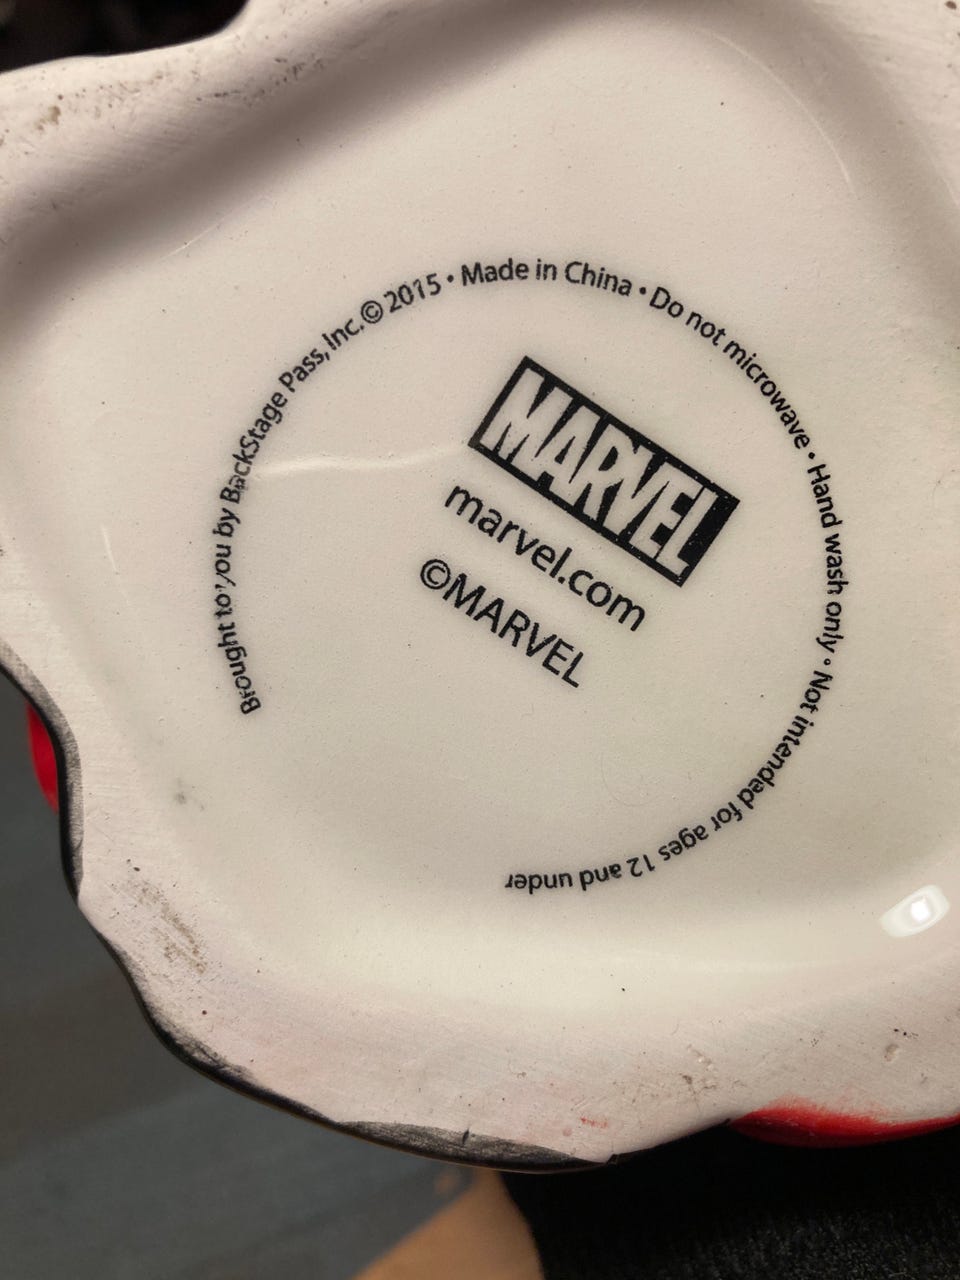 Brought to you by BackStage Pass, Inc.© 2015 • Made in China • Do not microwave • Hand wash only • Not intended for ages 12 and under
MARVEL
marvel.com
©MARVEL